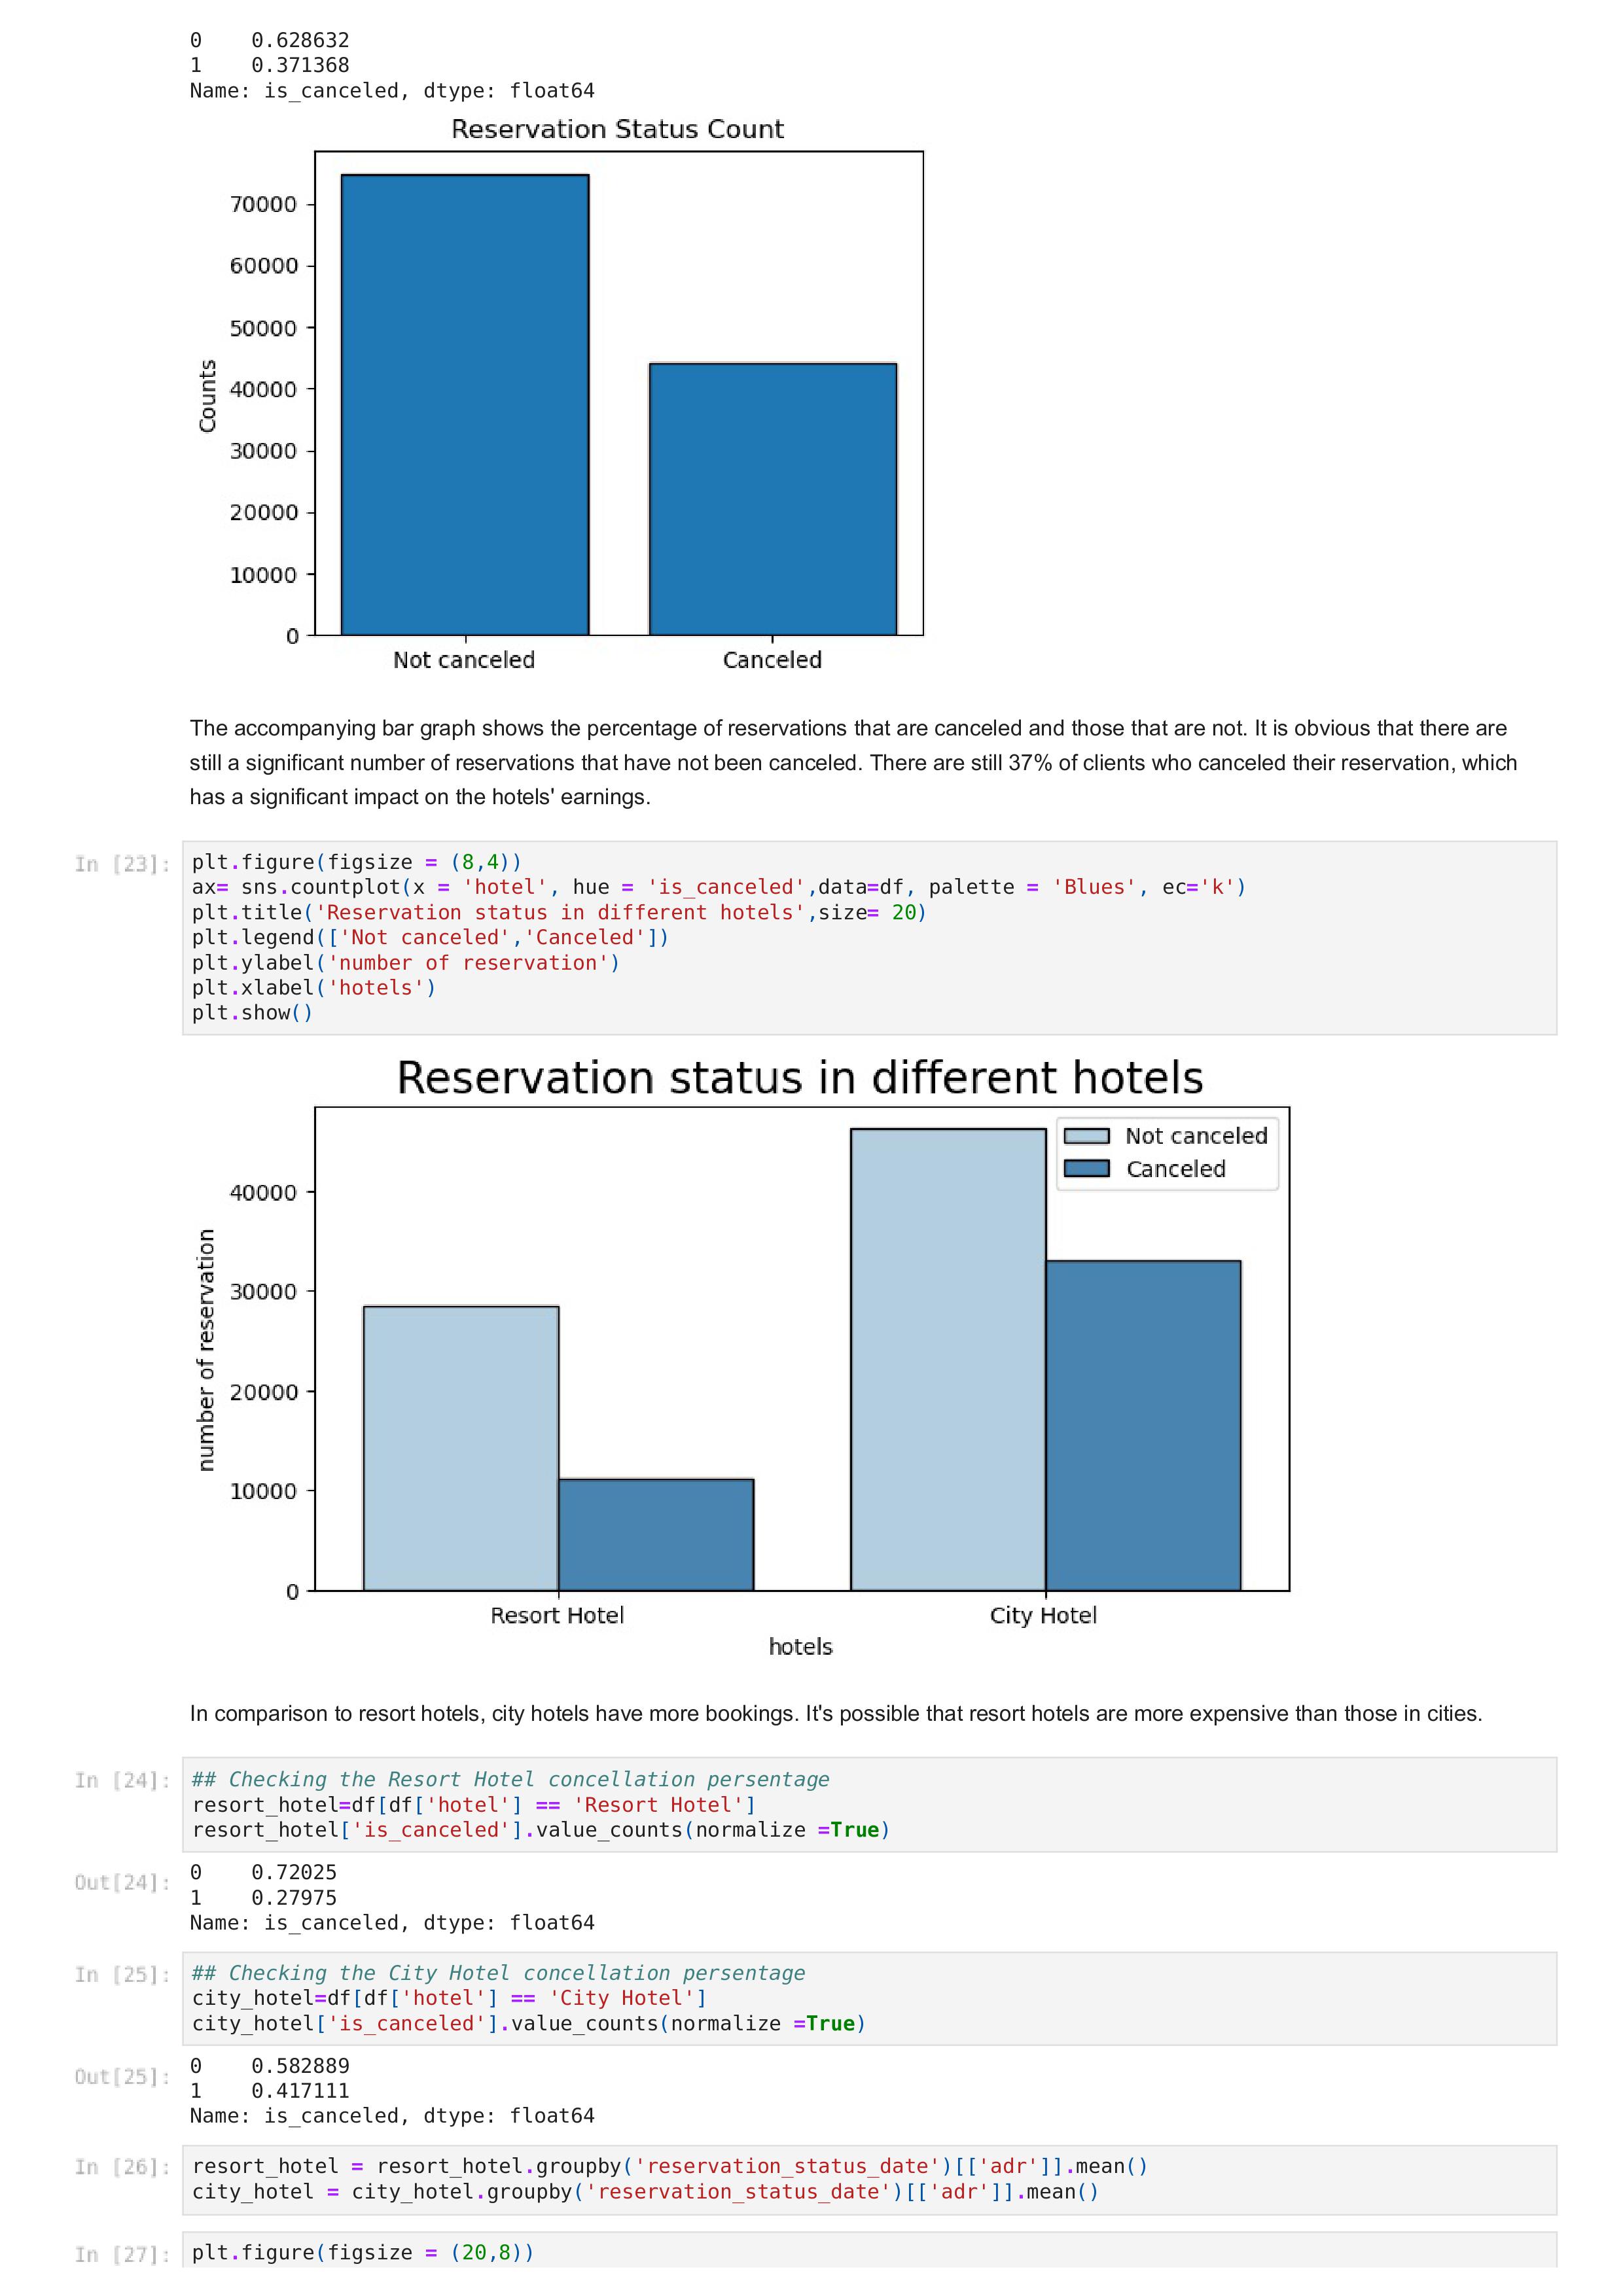 0    0.628632
1    0.371368
Name: is_canceled, dtype: float64
Reservation Status Count
70000
60000
50000
40000
30000
20000
10000
0
Counts
Not canceled
Canceled
The accompanying bar graph shows the percentage of reservations that are canceled and those that are not. It is obvious that there are
still a significant number of reservations that have not been canceled. There are still 37% of clients who canceled their reservation, which
has a significant impact on the hotels' earnings.
In [23]:
plt.figure(figsize = (8,4))
ax= sns.countplot(x = 'hotel', hue = 'is_canceled',data=df, palette = 'Blues', ec='k')
plt.title('Reservation status in different hotels',size= 20)
plt.legend(['Not canceled','Canceled'])
plt.ylabel('number of reservation')
plt.xlabel('hotels')
plt.show()
Reservation status in different hotels
Not canceled
Canceled
40000
30000
20000
10000
0
number of reservation
Resort Hotel
City Hotel
hotels
In comparison to resort hotels, city hotels have more bookings. It's possible that resort hotels are more expensive than those in cities.
In [24]:
## Checking the Resort Hotel concellation persentage
resort_hotel=df[df['hotel'] == 'Resort Hotel']
resort_hotel['is_canceled'].value_counts(normalize =True)
Out[24]:
0    0.72025
1    0.27975
Name: is_canceled, dtype: float64
In [25]:
## Checking the City Hotel concellation persentage
city_hotel=df[df['hotel'] == 'City Hotel']
city_hotel['is_canceled'].value_counts(normalize =True)
Out[25]:
0    0.582889
1    0.417111
Name: is_canceled, dtype: float64
In [26]:
resort_hotel = resort_hotel.groupby('reservation_status_date')[['adr']].mean()
city_hotel = city_hotel.groupby('reservation_status_date')[['adr']].mean()
In [27]:
plt.figure(figsize = (20,8))